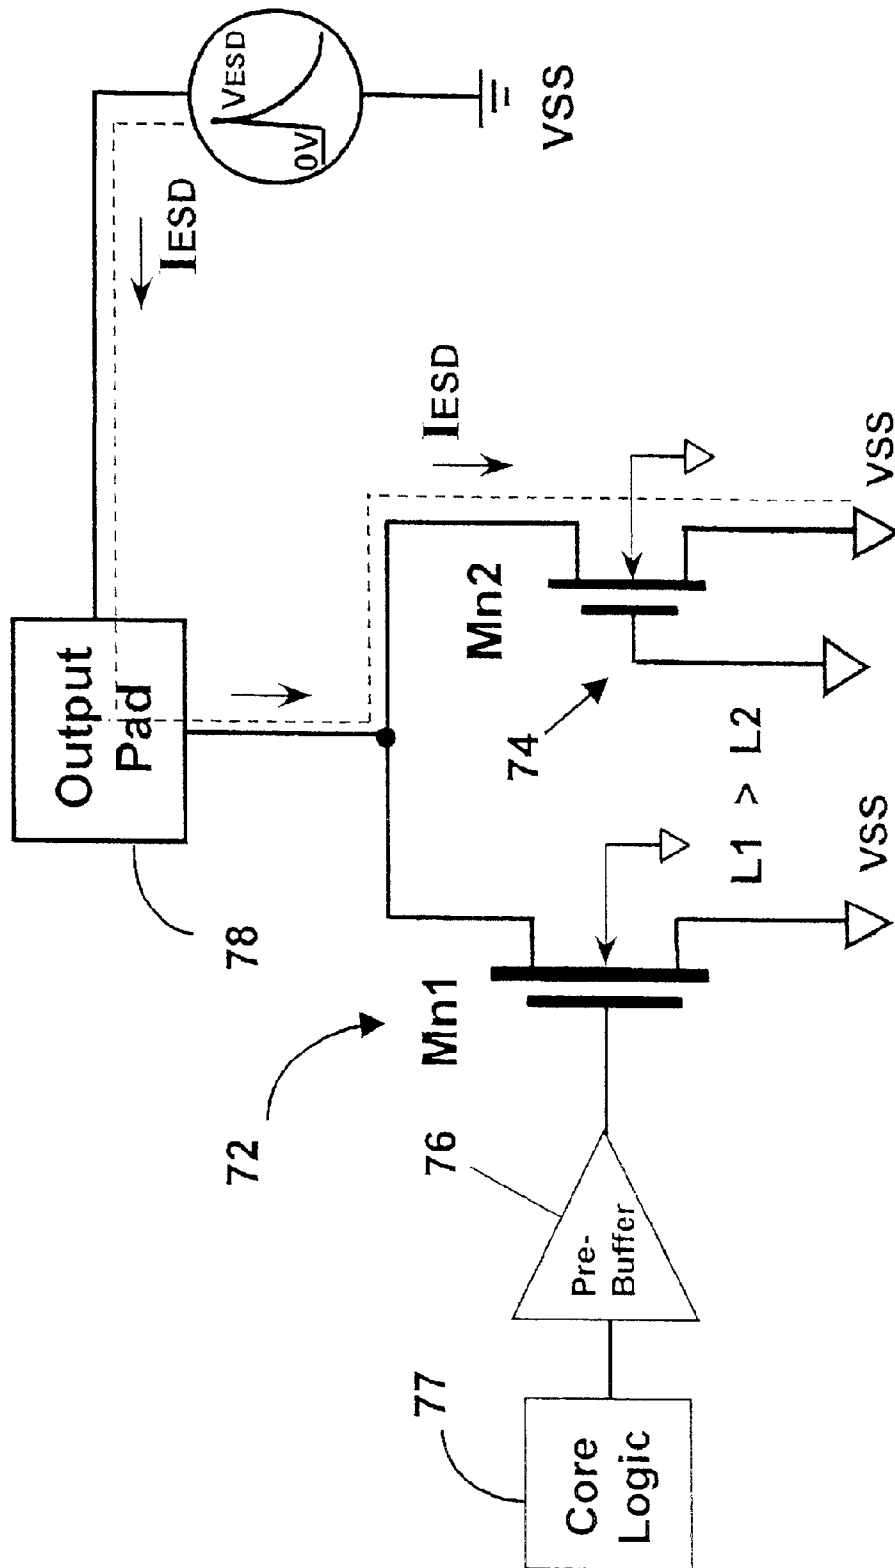 Output
Pad
78
VESD
0V
IESD
VSS
IESD
72
Mn1
Mn2
74
76
Pre-
Buffer
77
Core
Logic
L1 > L2
VSS
VSS